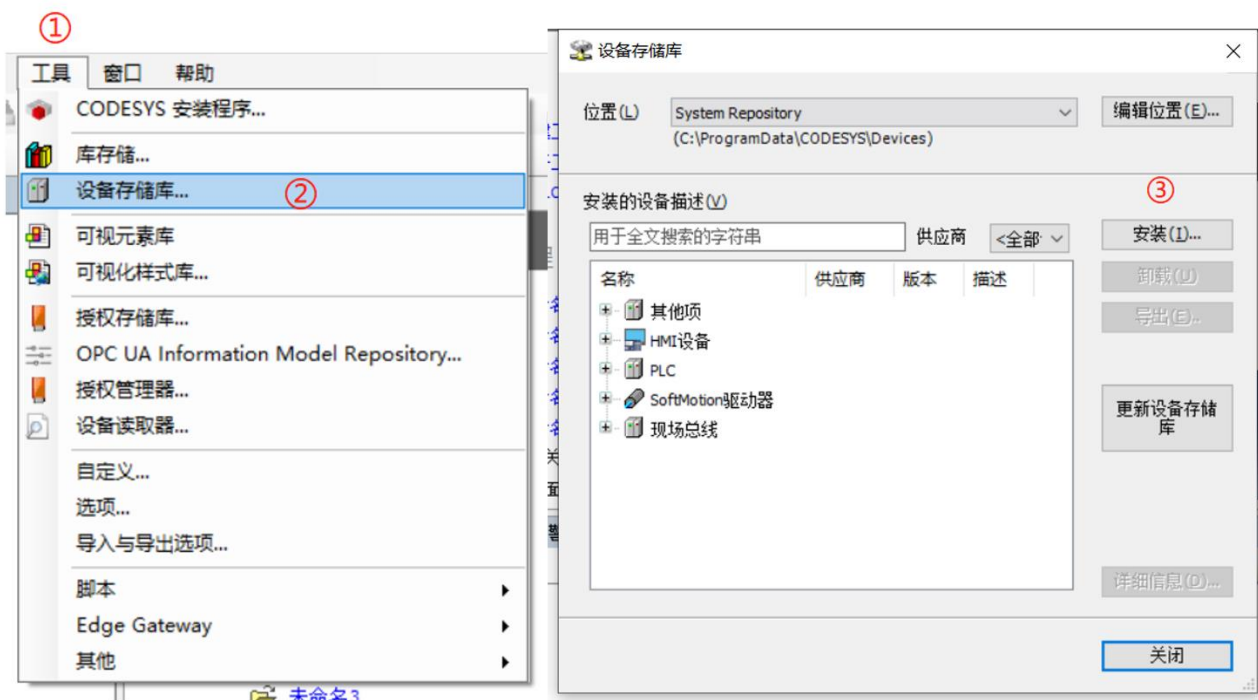 ①
工具 窗口 帮助
CODESYS 安装程序...
库存储...
设备存储库... ②
可视元素库
可视化样式库...
授权存储库...
OPC UA Information Model Repository...
授权管理器...
设备读取器...
自定义...
选项...
导入与导出选项...
脚本
Edge Gateway
其他
未命名3
设备存储库
位置(L) System Repository 编辑位置(E)...
(C:\ProgramData\CODESYS\Devices)
安装的设备描述(V) ③
用于全文搜索的字符串 供应商 <全部 安装(I)...
名称 供应商 版本 描述 卸载(U)
其他项 导出(E)..
HMI设备
PLC
SoftMotion驱动器
现场总线
更新设备存储
库
详细信息(D)...
关闭